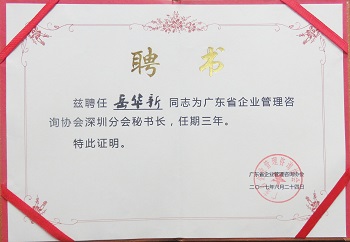 聘书
兹聘任 岳华新 同志为广东省企业管理咨
询协会深圳分会秘书长，任期三年。
特此证明。
广东省企业管理咨询协会
二〇一七年六月二十四日